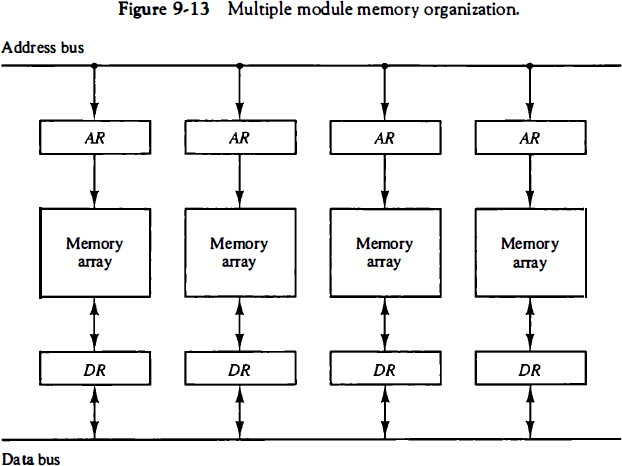 Figure 9-13 Multiple module memory organization.
Address bus
AR AR AR AR
Memory array Memory array Memory array Memory array
DR DR DR DR
Data bus